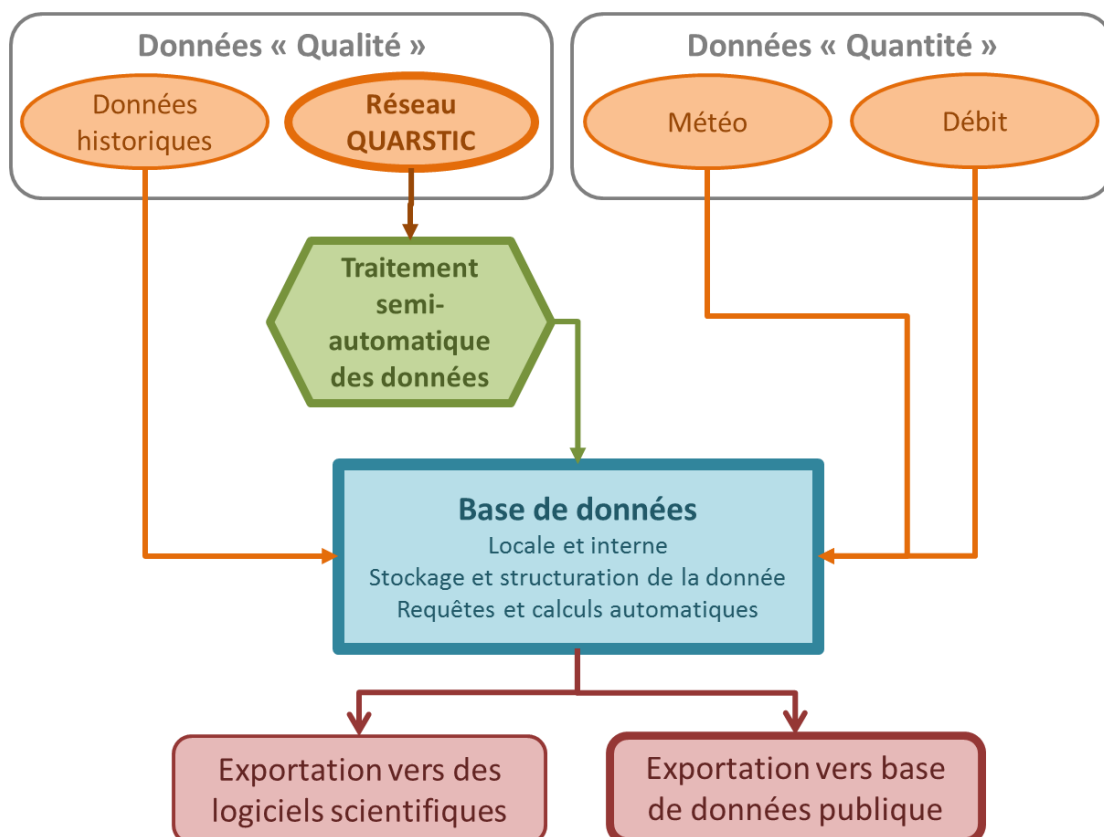 Données « Qualité »
Données « Quantité »
Données
historiques
Réseau
QUARSTIC
Météo
Débit
Traitement
semi-
automatique
des données
Base de données
Locale et interne
Stockage et structuration de la donnée
Requêtes et calculs automatiques
Exportation vers des
logiciels scientifiques
Exportation vers base
de données publique